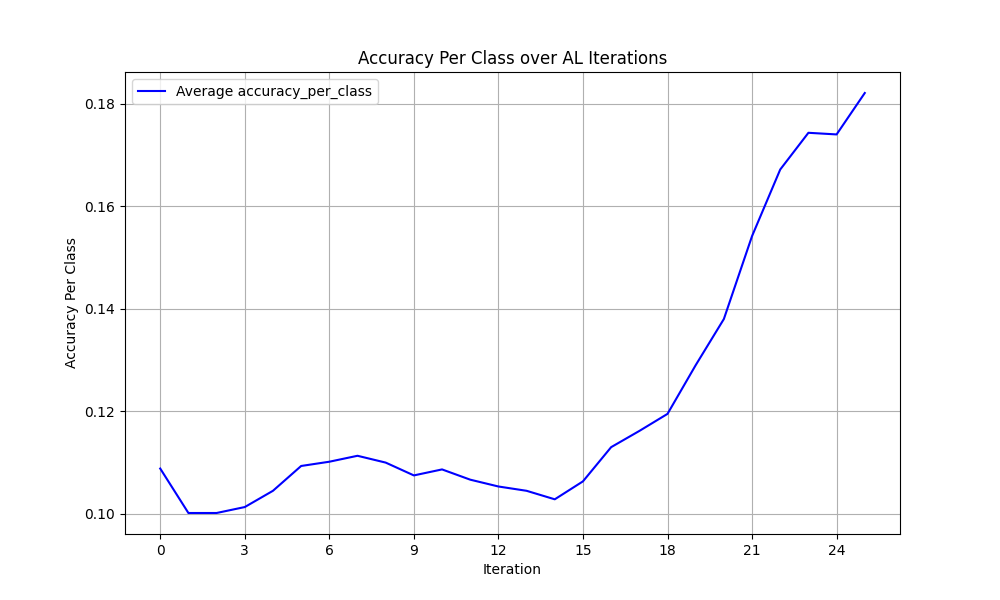 Accuracy Per Class over AL Iterations
Average accuracy_per_class
0.18
0.16
0.14
0.12
0.10
Accuracy Per Class
0 3 6 9 12 15 18 21 24
Iteration